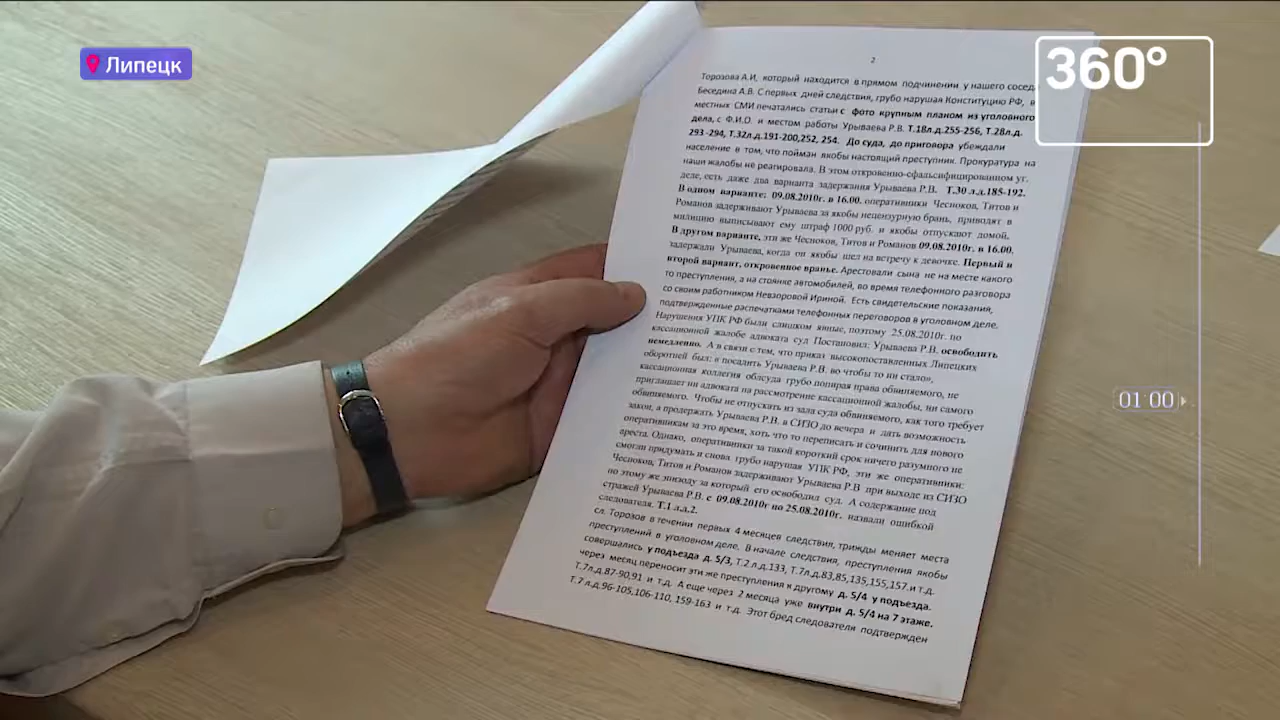 Липецк
360°
01:00
2
Торозова А.И, который находится в прямом подчинении у нашего соседа
Беседина А.В. С первых дней следствия, грубо нарушая Конституцию РФ, в
местных СМИ печатались статьи с фото крупным планом из уголовного
дела, с Ф.И.О. и местом работы Урываева Р.В. Т.18л.д.255-256, Т.28л.д.
293 -294, Т.32л.д.191-200,252, 254. До суда, до приговора убеждали
население в том, что пойман якобы настоящий преступник. Прокуратура на
наши жалобы не реагировала. В этом откровенно-сфальсифицированном уг.
деле, есть даже два варианта задержания Урываева Р.В. Т.30 л.д.185-192.
В одном варианте: 09.08.2010г. в 16.00. оперативники Чесноков, Титов и
Романов задерживают Урываева за якобы нецензурную брань, приводят в
милицию выписывают ему штраф 1000 руб. и якобы отпускают домой.
В другом варианте, эти же Чесноков, Титов и Романов 09.08.2010г. в 16.00.
задержали Урываева, когда он якобы шел на встречу к девочке. Первый и
второй вариант, откровенное вранье. Арестовали сына не на месте какого
то преступления, а на стоянке автомобилей, во время телефонного разговора
со своим работником Невзоровой Ириной. Есть свидетельские показания,
подтвержденные распечатками телефонных переговоров в уголовном деле.
Нарушения УПК РФ были слишком явные, поэтому 25.08.2010г. по
кассационной жалобе адвоката суд Постановил: Урываева Р.В. освободить
немедленно. А в связи с тем, что приказ высокопоставленных Липецких
оборотней был: « посадить Урываева Р.В. во чтобы то ни стало»,
кассационная коллегия облсуда грубо попирая права обвиняемого, не
приглашает ни адвоката на рассмотрение кассационной жалобы, ни самого
обвиняемого. Чтобы не отпускать из зала суда обвиняемого, как того требует
закон, а продержать Урываева Р.В. в СИЗО до вечера и дать возможность
оперативникам за это время, хоть что то переписать и сочинить для нового
ареста. Однако, оперативники за такой короткий срок ничего разумного не
смогли придумать и снова грубо нарушая УПК РФ, эти же оперативники:
Чесноков, Титов и Романов задерживают Урываева Р.В при выходе из СИЗО
по этому же эпизоду за который его освободил суд. А содержание под
стражей Урываева Р.В. с 09.08.2010г по 25.08.2010г. назвали ошибкой
следователя. Т.1 л.д.2.
сл. Торозов в течении первых 4 месяцев следствия, трижды меняет места
преступлений в уголовном деле. В начале следствия, преступления якобы
совершались у подъезда д. 5/3, Т.2 л.д.133, Т.7л.д.83,85,135,155,157.и т.д.
через месяц переносит эти же преступления к другому д. 5/4 у подъезда.
Т.7л.д.87-90,91 и т.д. А еще через 2 месяца уже внутри д. 5/4 на 7 этаже.
Т.7 л.д.96-105,106-110, 159-163 и т.д. Этот бред следователя подтвержден